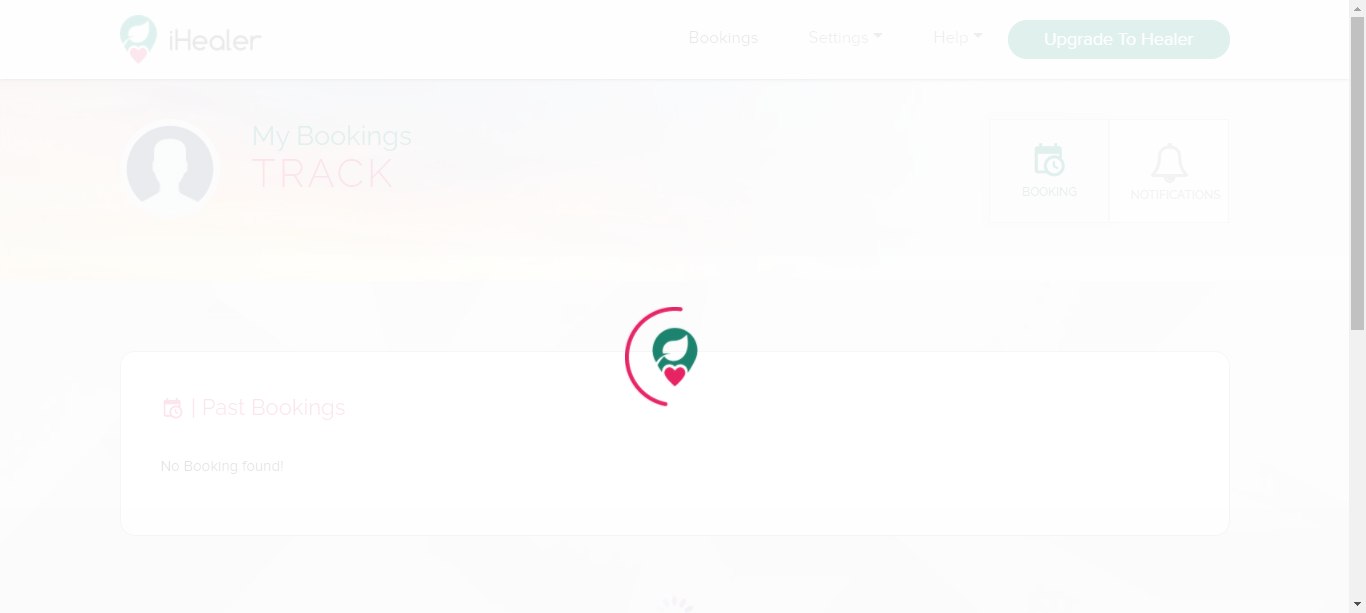 iHealer
Bookings
Settings
Help
Upgrade To Healer
My Bookings
TRACK
BOOKING
NOTIFICATIONS
| Past Bookings
No Booking found!